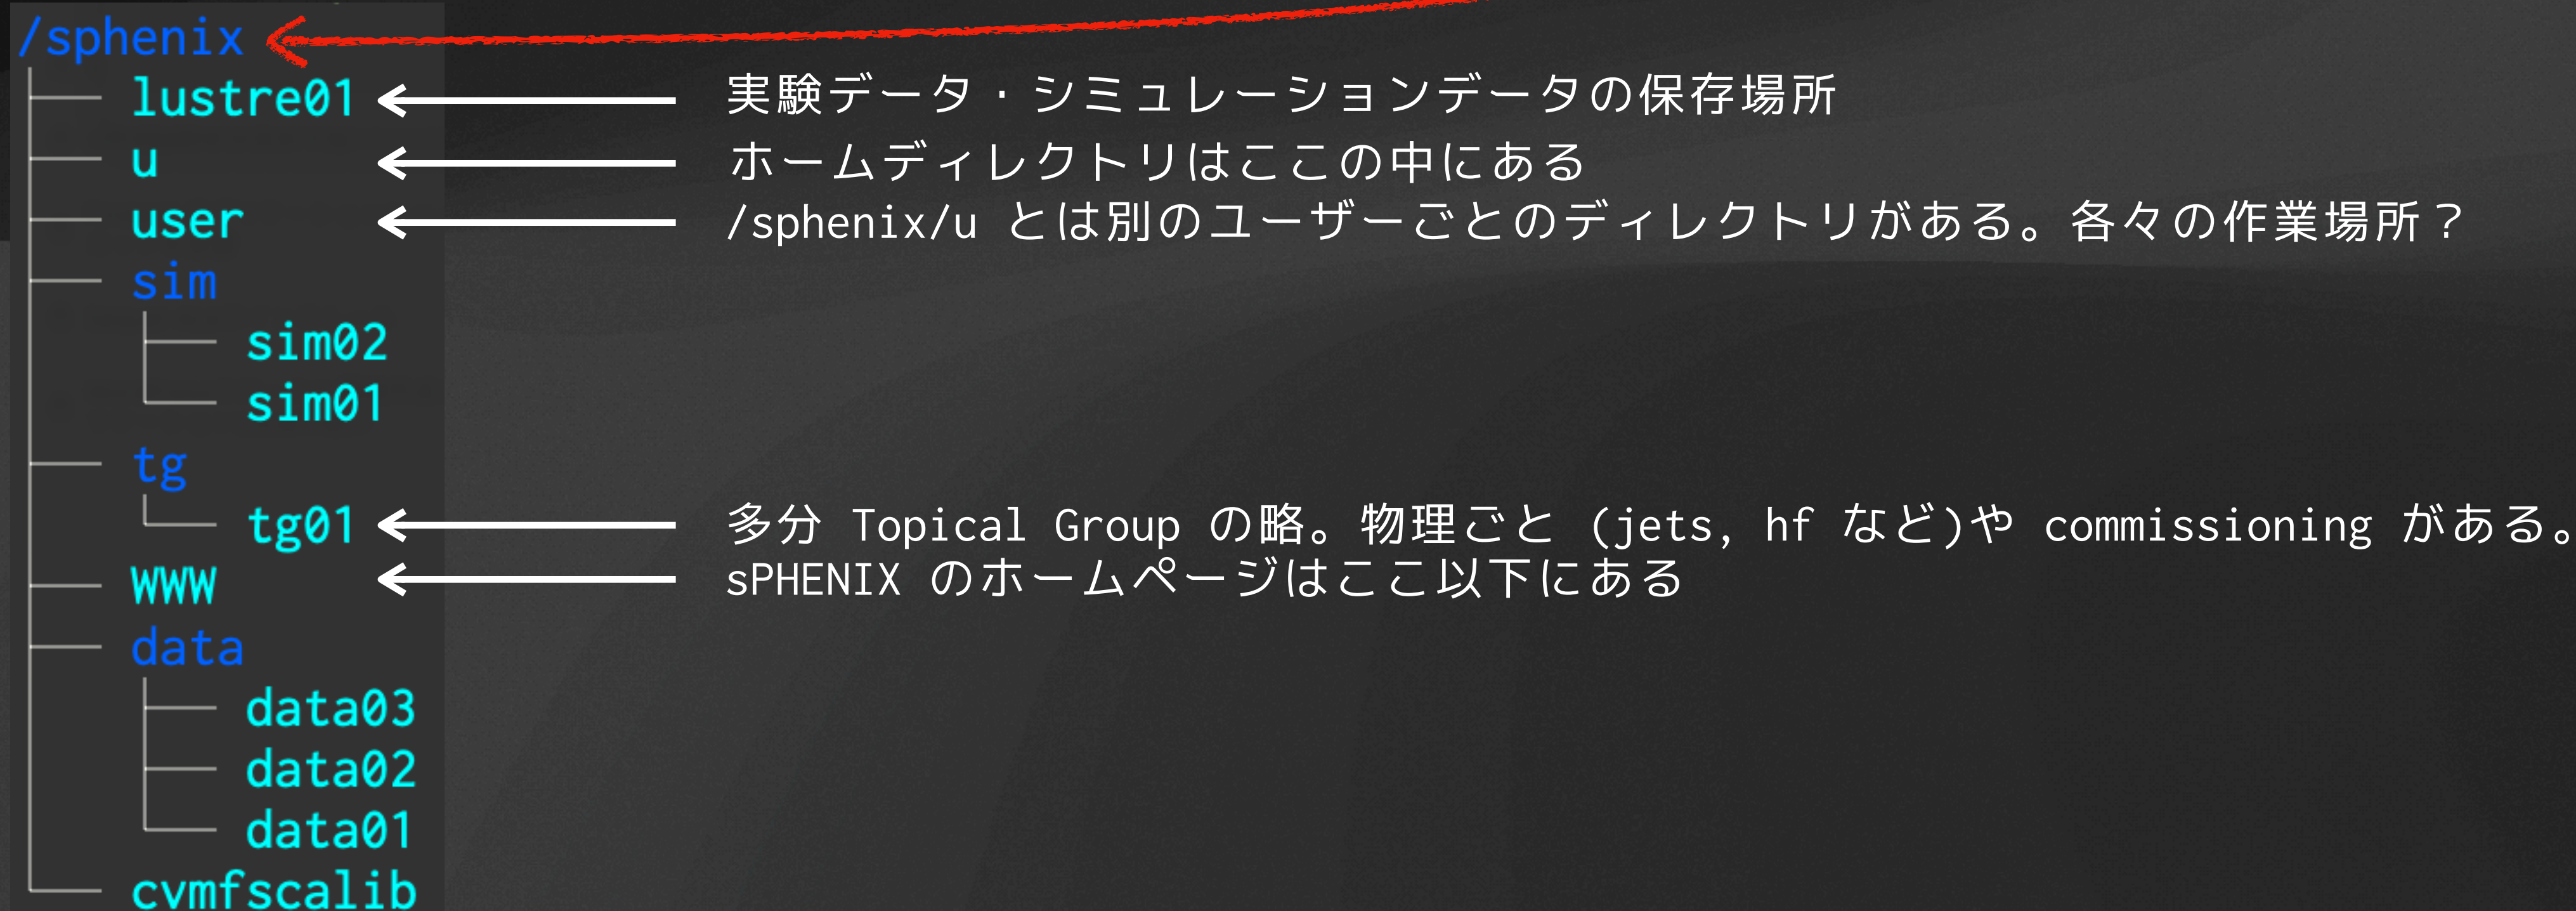 /sphenix
lustre01 実験データ・シミュレーションデータの保存場所
u ホームディレクトリはここの中にある
user /sphenix/u とは別のユーザーごとのディレクトリがある。各々の作業場所？
sim
sim02
sim01
tg
tg01 多分 Topical Group の略。物理ごと (jets, hf など)や commissioning がある。
WWW sPHENIX のホームページはここ以下にある
data
data03
data02
data01
cvmfscalib